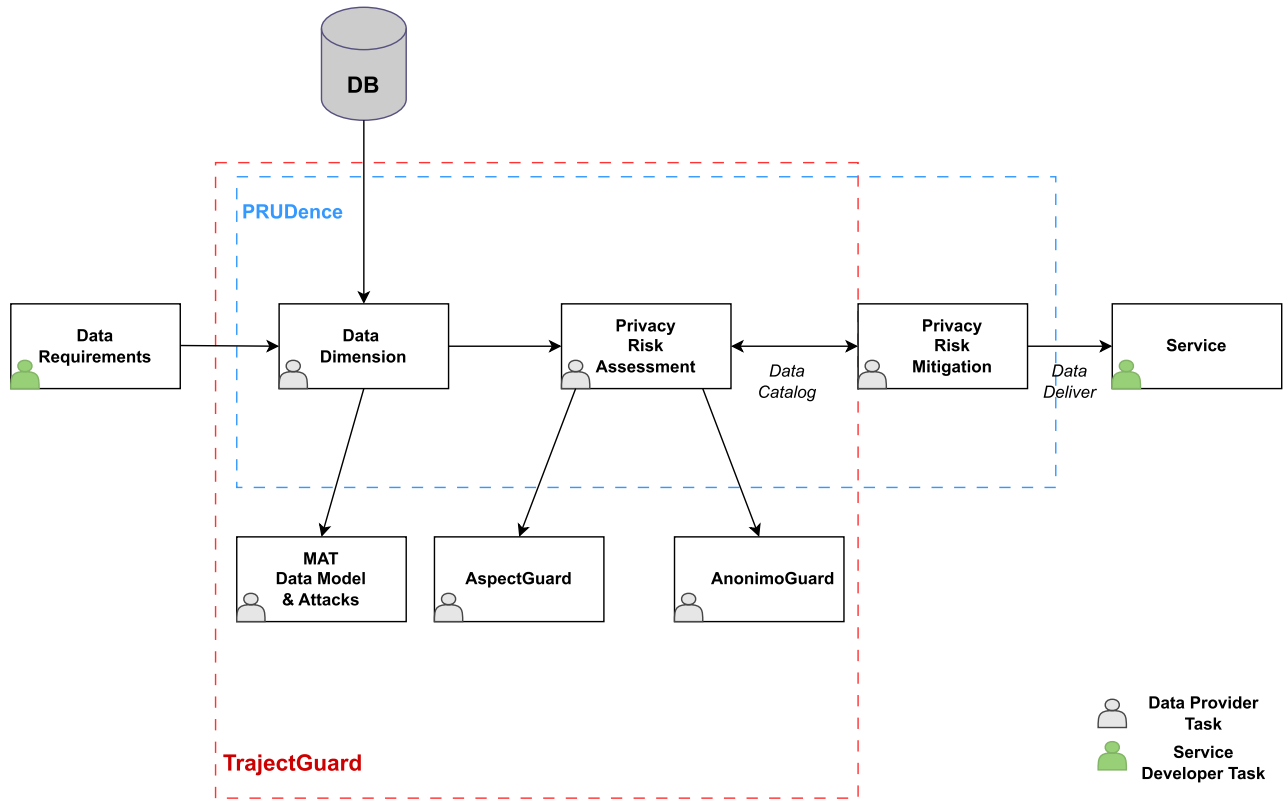 DB
PRUDence
Data
Requirements
Data
Dimension
Privacy
Risk
Assessment
Data
Catalog
Privacy
Risk
Mitigation
Data
Deliver
Service
MAT
Data Model
& Attacks
AspectGuard
AnonimoGuard
TrajectGuard
Data Provider
Task
Service
Developer Task